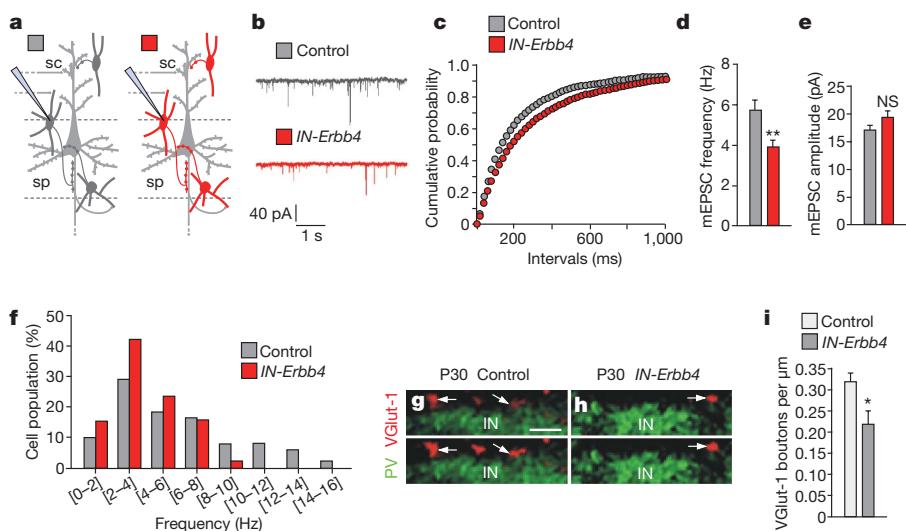 a
sc
sp
sc
sp
b
Control
IN-Erbb4
40 pA
1 s
c
Control
IN-Erbb4
Cumulative probability
1.0
0.8
0.6
0.4
0.2
0
200
600
1,000
Intervals (ms)
d
mEPSC frequency (Hz)
8
6
4
2
0
**
e
mEPSC amplitude (pA)
25
20
15
10
5
0
NS
f
Cell population (%)
50
40
30
20
10
0
Control
IN-Erbb4
[0–2]
[2–4]
[4–6]
[6–8]
[8–10]
[10–12]
[12–14]
[14–16]
Frequency (Hz)
P30 Control
P30 IN-Erbb4
PV VGlut-1
g
IN
IN
h
IN
IN
i
Control
IN-Erbb4
VGlut-1 boutons per µm
0.35
0.30
0.25
0.20
0.15
0.10
0.05
0
*